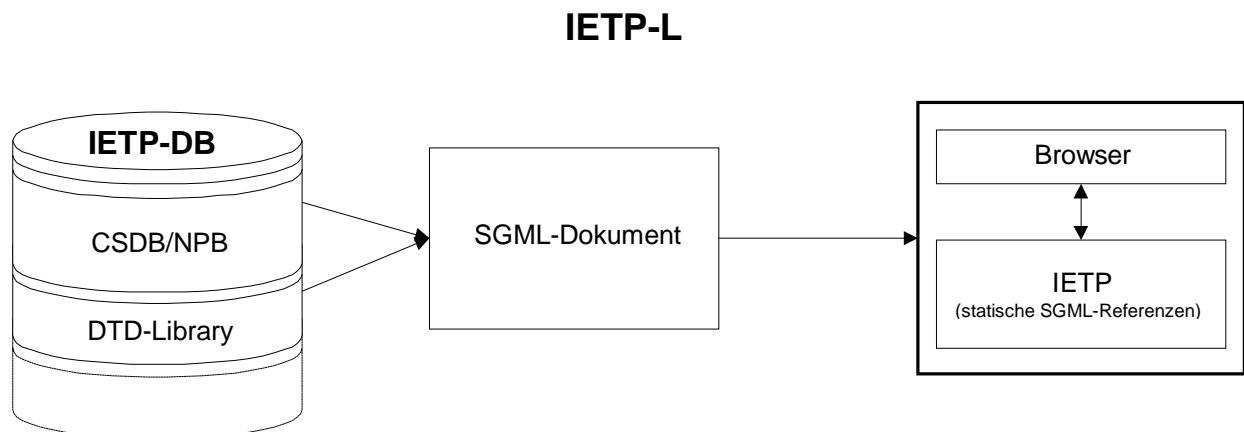 IETP-L
IETP-DB
CSDB/NPB
DTD-Library
SGML-Dokument
Browser
IETP
(statische SGML-Referenzen)